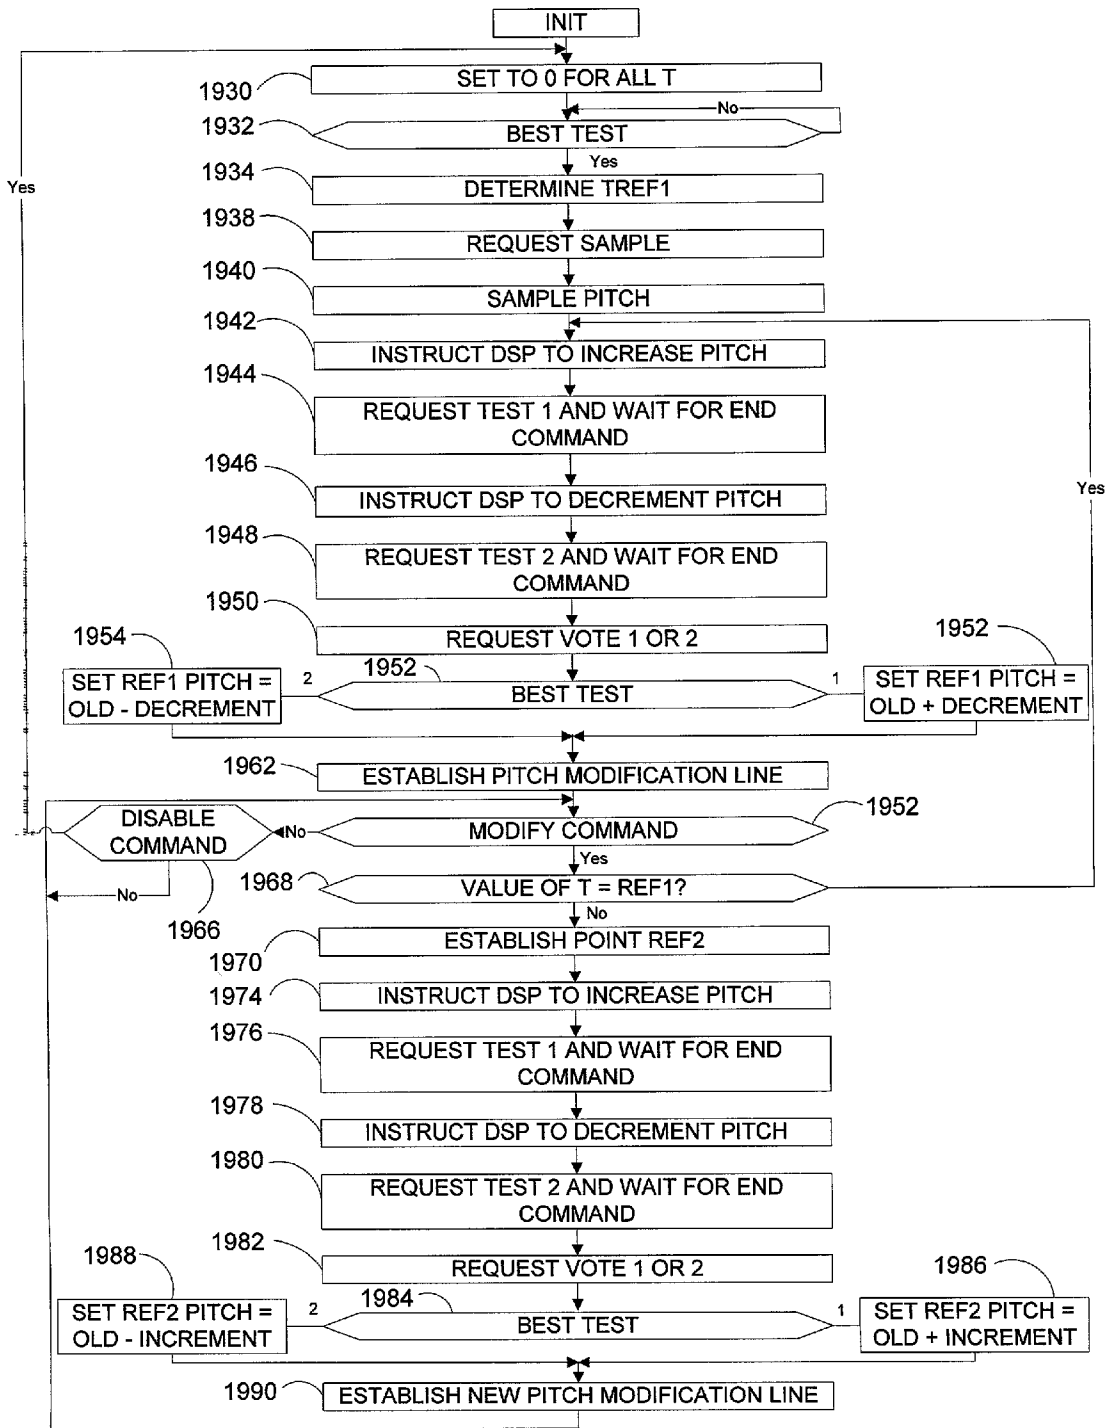 INIT
SET TO 0 FOR ALL T
1930
No
1932
BEST TEST
Yes
Yes
1934
DETERMINE TREF1
1938
REQUEST SAMPLE
1940
SAMPLE PITCH
1942
INSTRUCT DSP TO INCREASE PITCH
1944
REQUEST TEST 1 AND WAIT FOR END
COMMAND
1946
INSTRUCT DSP TO DECREMENT PITCH
Yes
1948
REQUEST TEST 2 AND WAIT FOR END
COMMAND
1950
REQUEST VOTE 1 OR 2
1954
1952
1952
SET REF1 PITCH =
OLD - DECREMENT
2
BEST TEST
1
SET REF1 PITCH =
OLD + DECREMENT
1962
ESTABLISH PITCH MODIFICATION LINE
1952
DISABLE
COMMAND
No
MODIFY COMMAND
Yes
1968
VALUE OF T = REF1?
No
1966
No
ESTABLISH POINT REF2
1970
1974
INSTRUCT DSP TO INCREASE PITCH
1976
REQUEST TEST 1 AND WAIT FOR END
COMMAND
1978
INSTRUCT DSP TO DECREMENT PITCH
1980
REQUEST TEST 2 AND WAIT FOR END
COMMAND
1982
REQUEST VOTE 1 OR 2
1988
1984
1986
SET REF2 PITCH =
OLD - INCREMENT
2
BEST TEST
1
SET REF2 PITCH =
OLD + INCREMENT
1990
ESTABLISH NEW PITCH MODIFICATION LINE